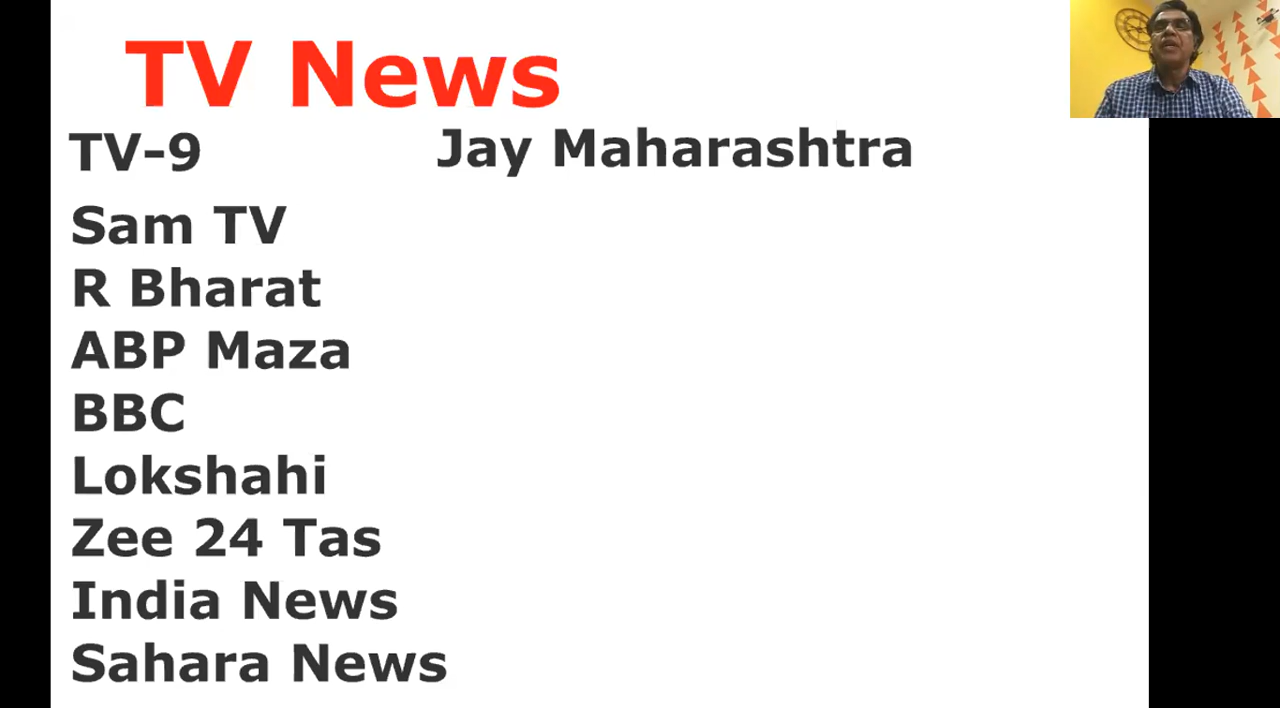 TV News
TV-9 Jay Maharashtra
Sam TV
R Bharat
ABP Maza
BBC
Lokshahi
Zee 24 Tas
India News
Sahara News